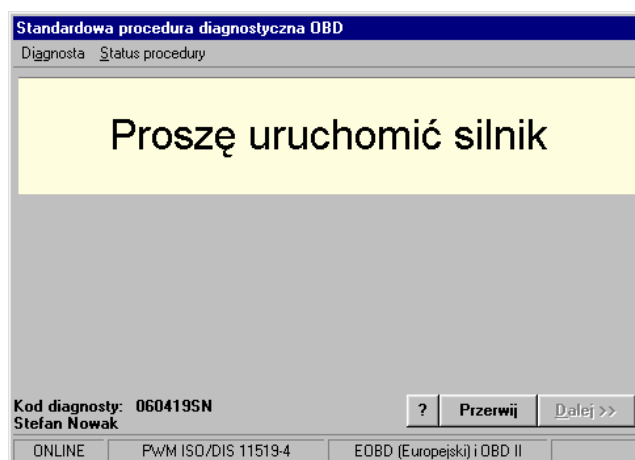 Standardowa procedura diagnostyczna OBD
Diagnosta Status procedury
Proszę uruchomić silnik
Kod diagnosty: 060419SN
Stefan Nowak
? Przerwij Dalej >>
ONLINE PWM ISO/DIS 11519-4 EOBD (Europejski) i OBD II